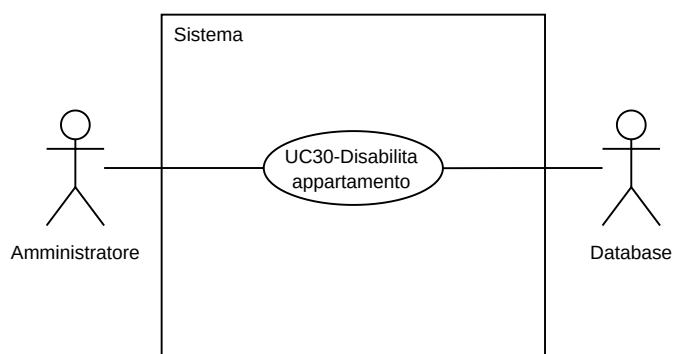 Sistema
UC30-Disabilita
appartamento
Amministratore
Database